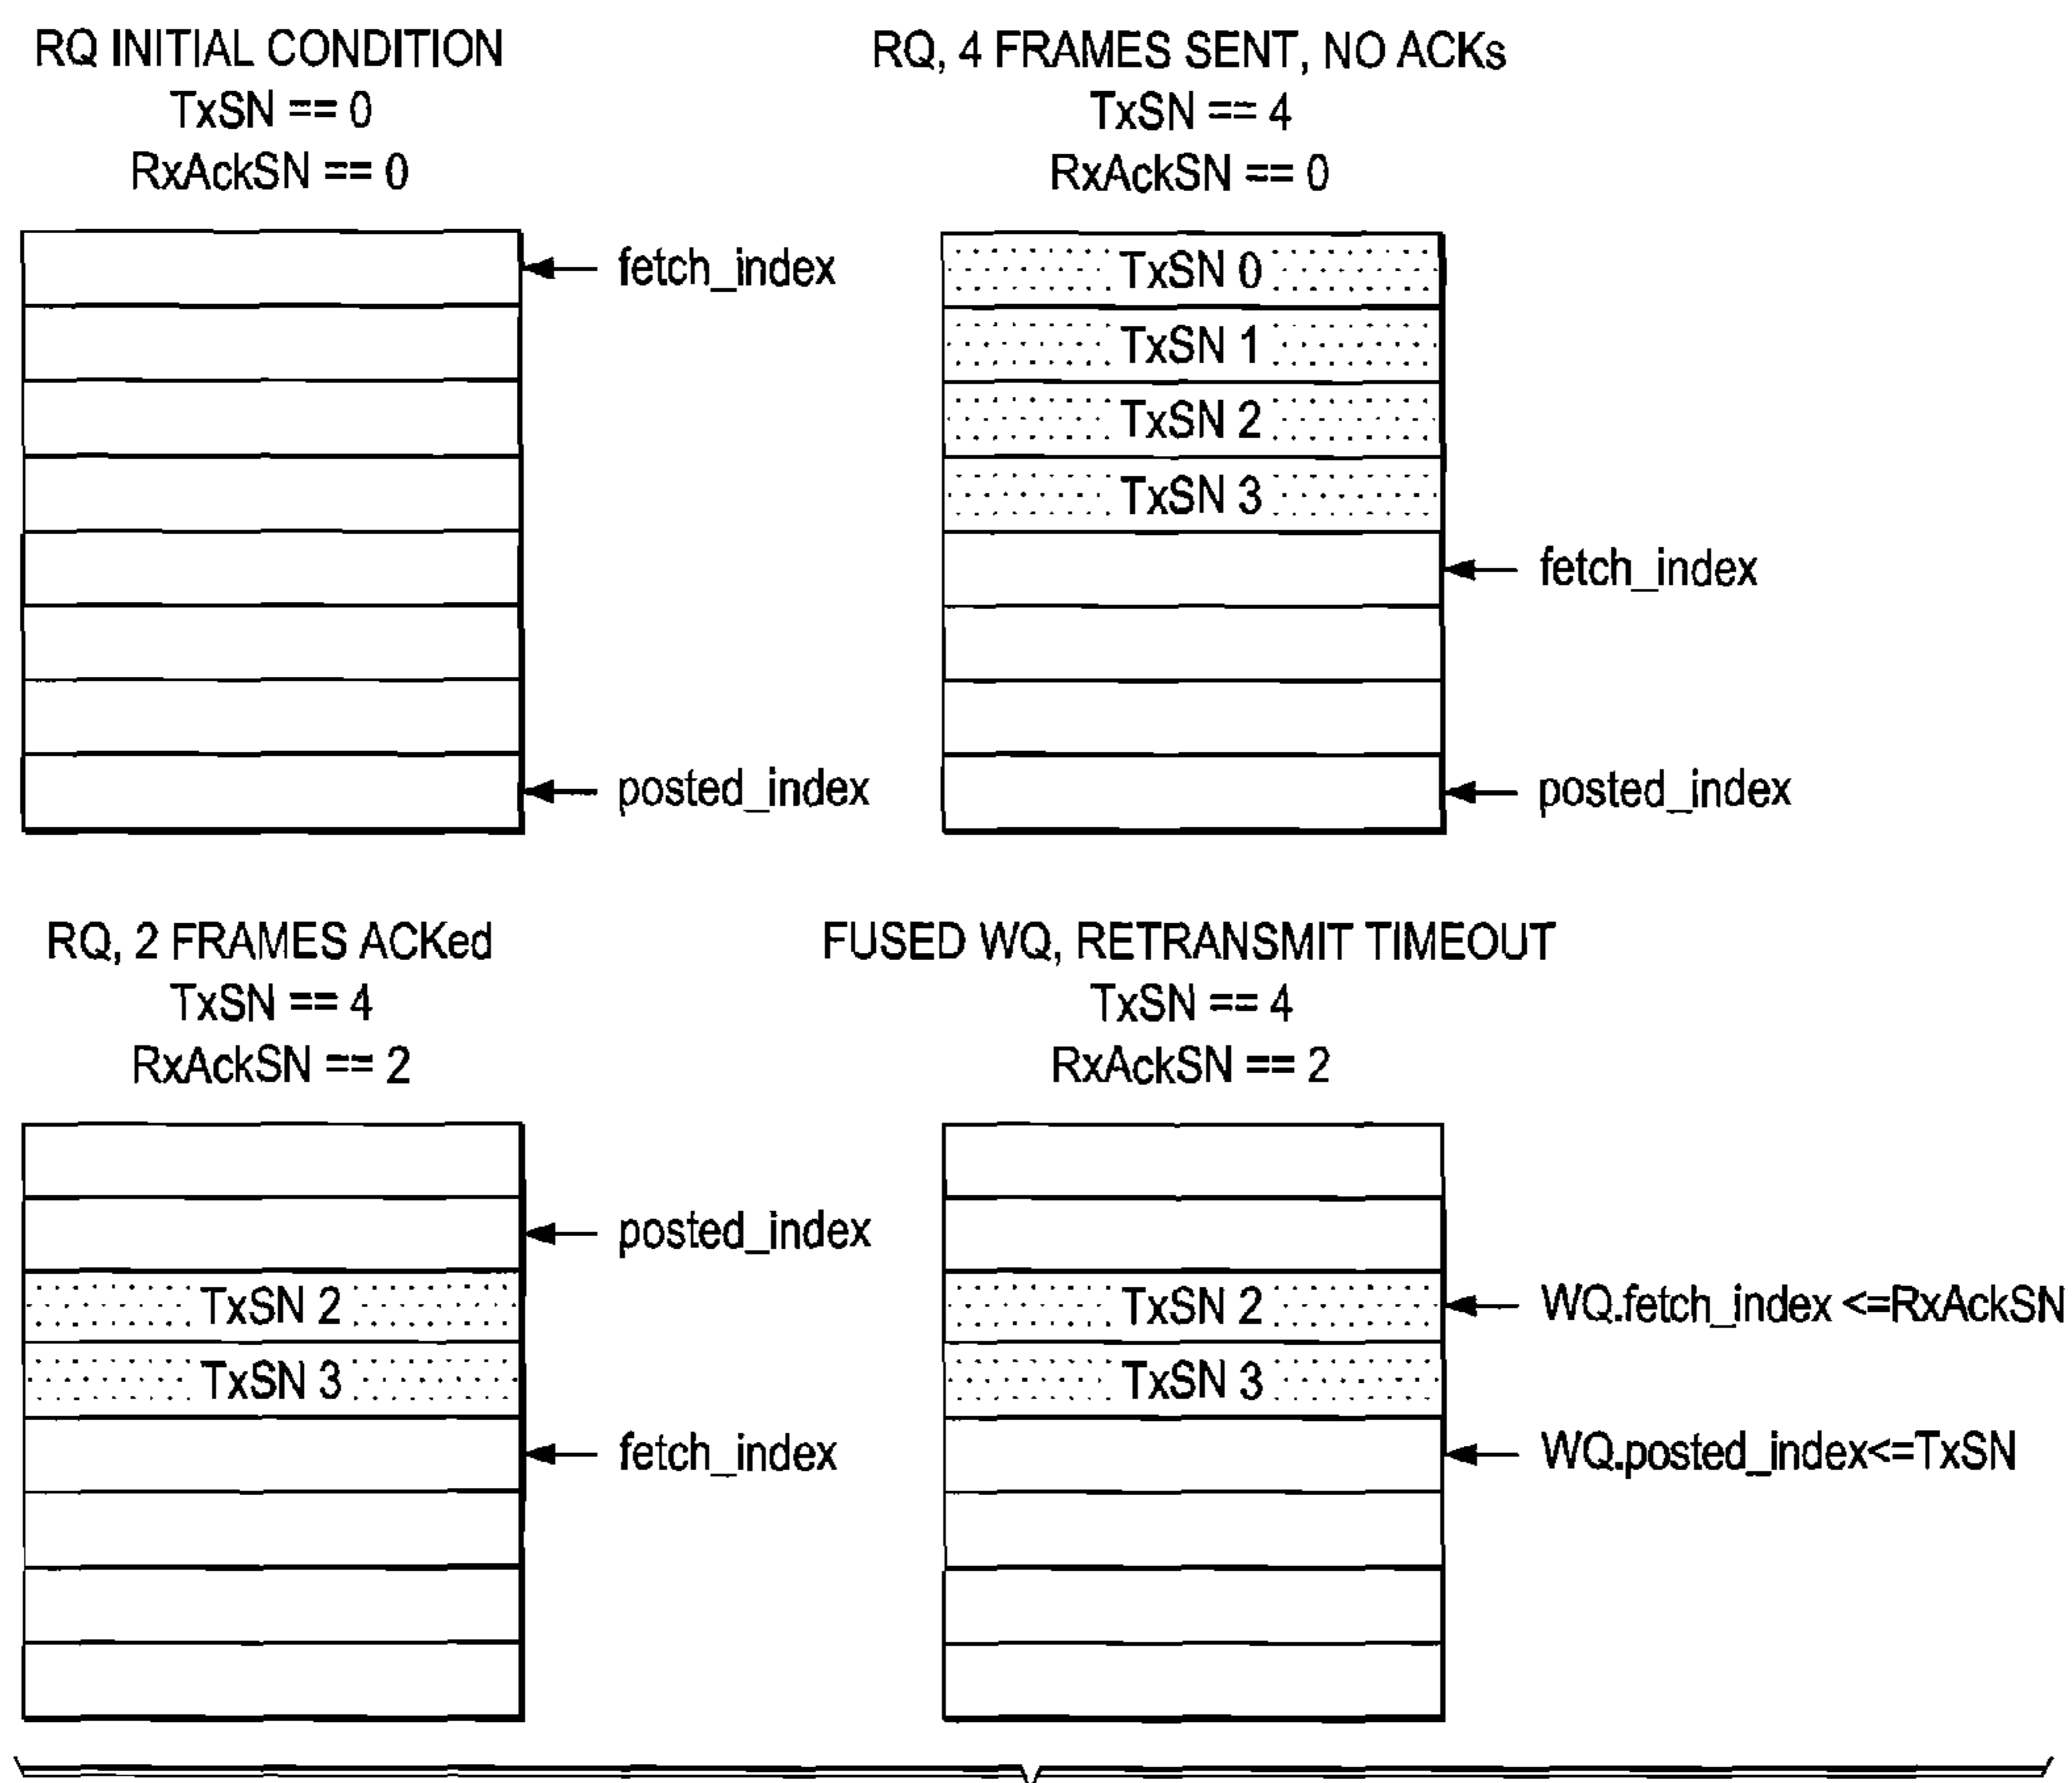 RQ INITIAL CONDITION
TxSN == 0
RxAckSN == 0
fetch_index
posted_index
RQ, 4 FRAMES SENT, NO ACKs
TxSN == 4
RxAckSN == 0
TxSN 0
TxSN 1
TxSN 2
TxSN 3
fetch_index
posted_index
RQ, 2 FRAMES ACKed
TxSN == 4
RxAckSN == 2
posted_index
TxSN 2
TxSN 3
fetch_index
FUSED WQ, RETRANSMIT TIMEOUT
TxSN == 4
RxAckSN == 2
TxSN 2
WQ.fetch_index <=RxAckSN
TxSN 3
WQ.posted_index<=TxSN